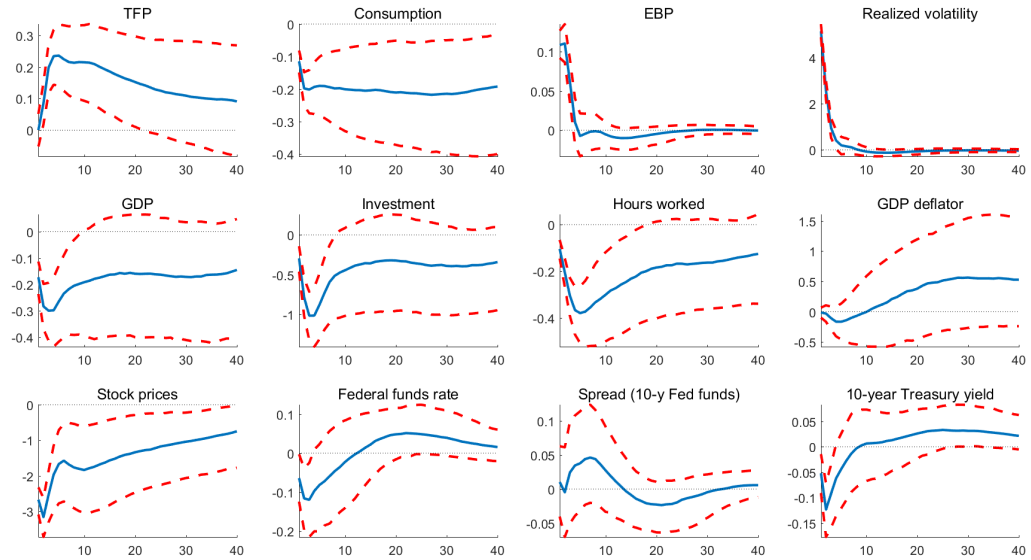 TFP
0.3
0.2
0.1
0
10 20 30 40
Consumption
0
-0.1
-0.2
-0.3
-0.4
10 20 30 40
EBP
0.1
0.05
0
10 20 30 40
Realized volatility
4
2
0
10 20 30 40
GDP
0
-0.1
-0.2
-0.3
-0.4
10 20 30 40
Investment
0
-0.5
-1
10 20 30 40
Hours worked
0
-0.2
-0.4
10 20 30 40
GDP deflator
1.5
1
0.5
0
-0.5
10 20 30 40
Stock prices
0
-1
-2
-3
10 20 30 40
Federal funds rate
0.1
0
-0.1
-0.2
10 20 30 40
Spread (10-y Fed funds)
0.1
0.05
0
-0.05
10 20 30 40
10-year Treasury yield
0.05
0
-0.05
-0.1
-0.15
10 20 30 40